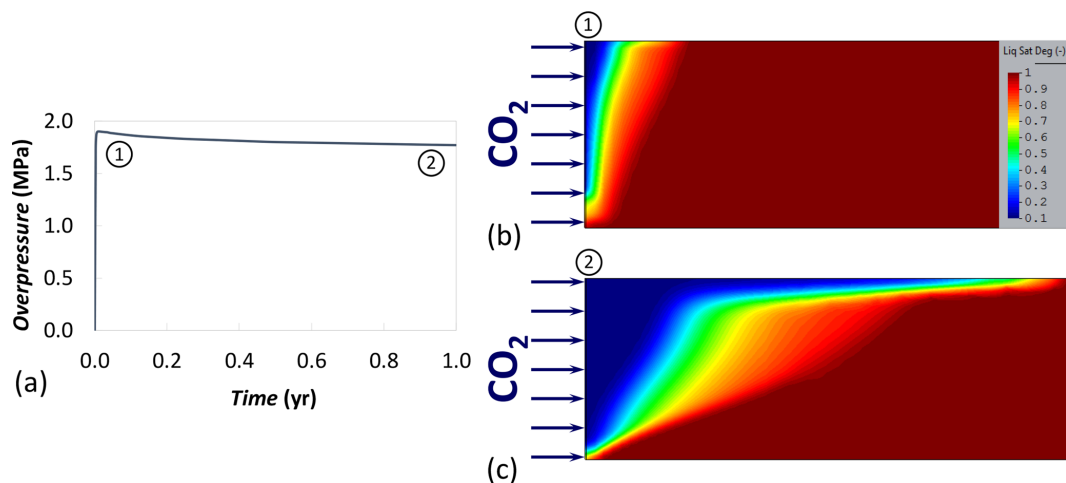 2.0
1.5
1.0
0.5
0.0
Overpressure (MPa)
①
②
0.0 0.2 0.4 0.6 0.8 1.0
Time (yr)
(a)
①
CO₂
(b)
Liq Sat Deg (-)
1
0.9
0.8
0.7
0.6
0.5
0.4
0.3
0.2
0.1
②
CO₂
(c)